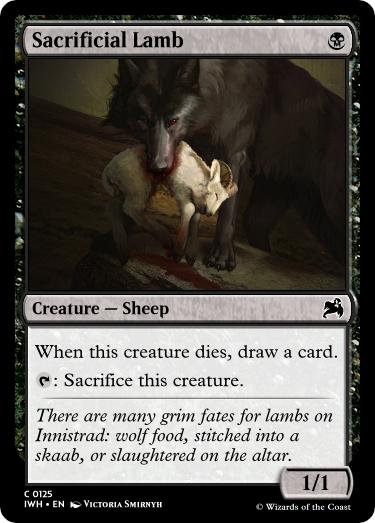 Sacrificial Lamb
Creature — Sheep
When this creature dies, draw a card.
: Sacrifice this creature.
There are many grim fates for lambs on
Innistrad: wolf food, stitched into a
skaab, or slaughtered on the altar.
1/1
C 0125
IWH • EN Victoria Smirnyh
© Wizards of the Coast